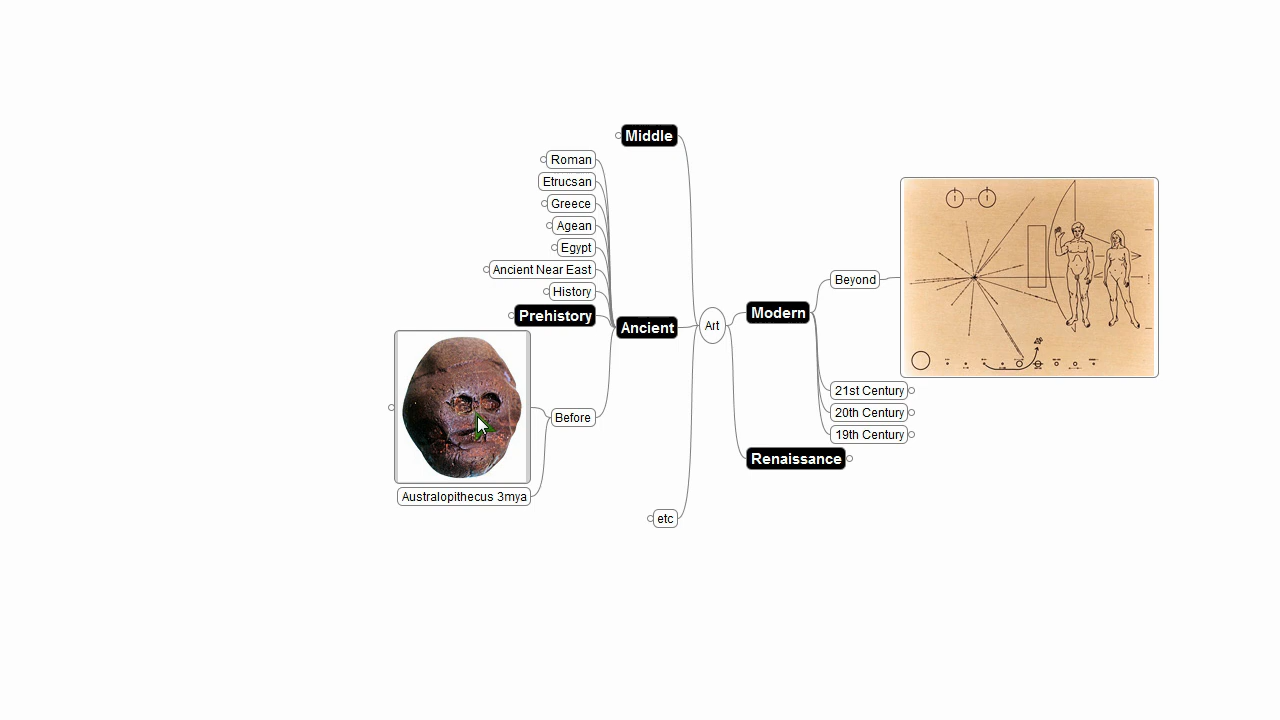 Middle
Roman
Etrucsan
Greece
Agean
Egypt
Ancient Near East
History
Prehistory
Ancient
Before
Australopithecus 3mya
etc
Art
Modern
Beyond
21st Century
20th Century
19th Century
Renaissance